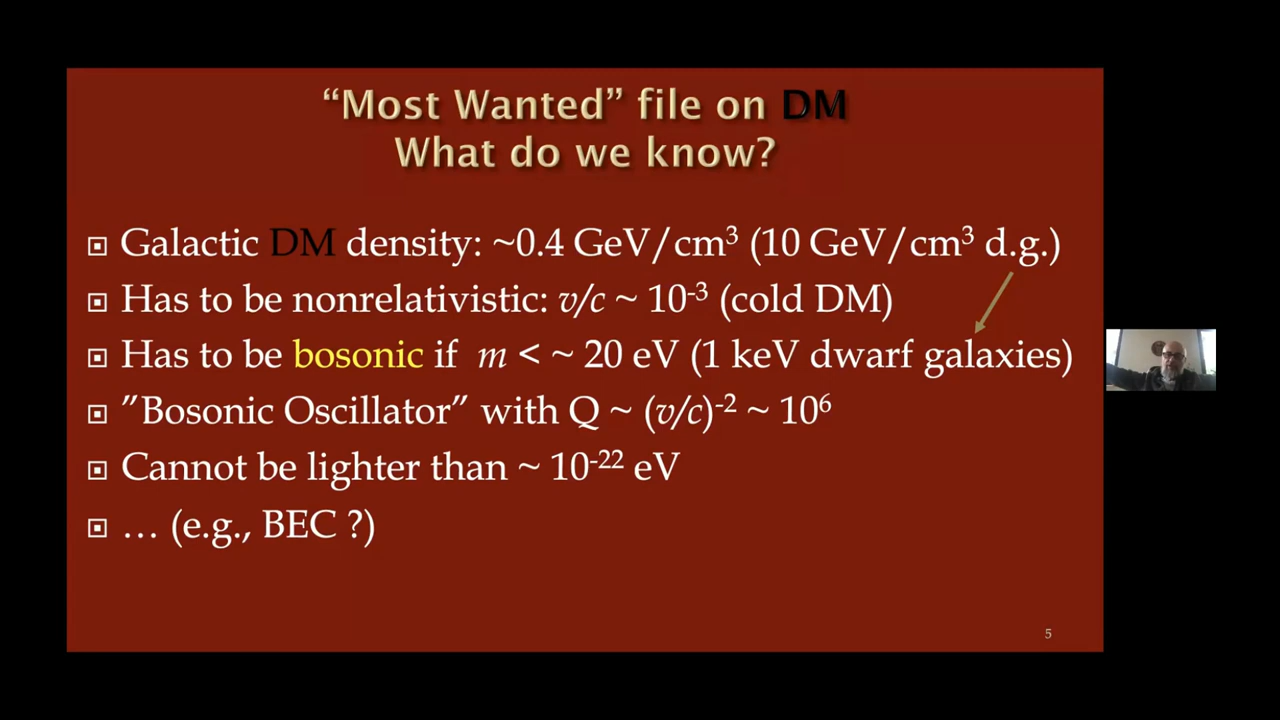 “Most Wanted” file on DM
What do we know?
Galactic DM density: ~0.4 GeV/cm³ (10 GeV/cm³ d.g.)
Has to be nonrelativistic: v/c ~ 10⁻³ (cold DM)
Has to be bosonic if m < ~ 20 eV (1 keV dwarf galaxies)
”Bosonic Oscillator” with Q ~ (v/c)⁻² ~ 10⁶
Cannot be lighter than ~ 10⁻²² eV
… (e.g., BEC ?)
5